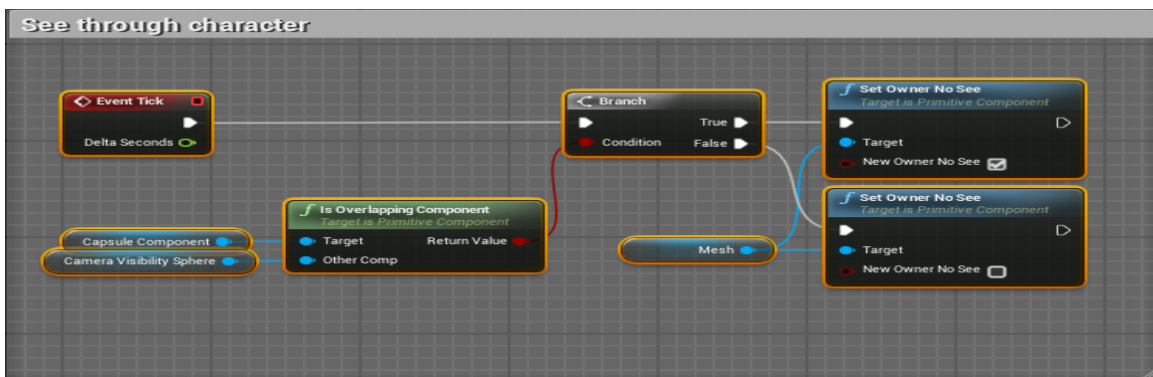 See through character
Event Tick
Delta Seconds
Branch
True
Condition
False
Set Owner No See
Target is Primitive Component
Target
New Owner No See
Is Overlapping Component
Target is Primitive Component
Target
Return Value
Other Comp
Capsule Component
Camera Visibility Sphere
Mesh
Set Owner No See
Target is Primitive Component
Target
New Owner No See